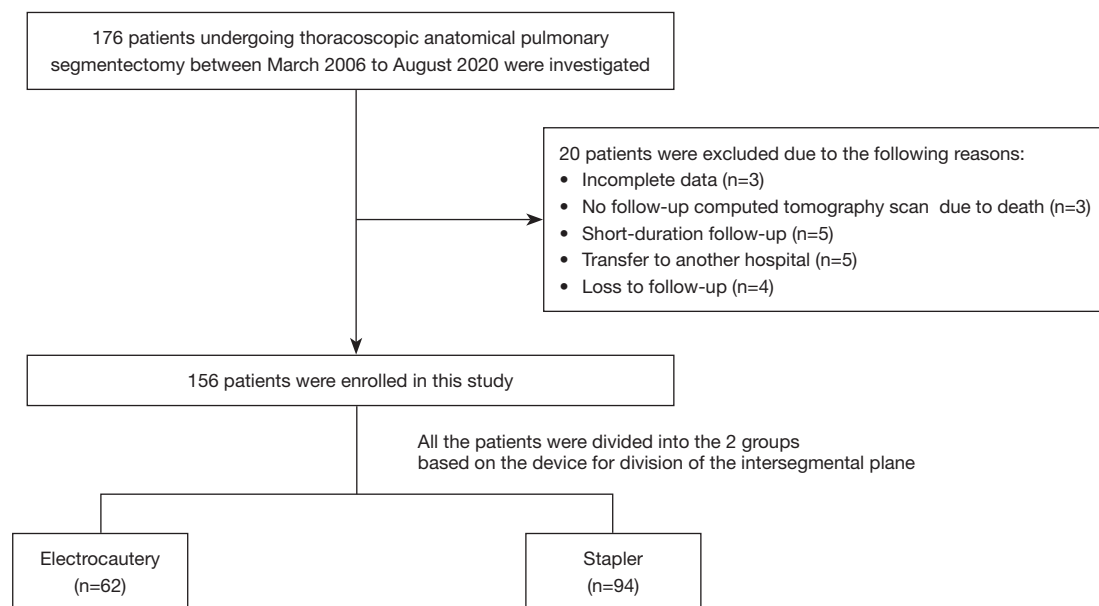 176 patients undergoing thoracoscopic anatomical pulmonary
segmentectomy between March 2006 to August 2020 were investigated
20 patients were excluded due to the following reasons:
• Incomplete data (n=3)
• No follow-up computed tomography scan due to death (n=3)
• Short-duration follow-up (n=5)
• Transfer to another hospital (n=5)
• Loss to follow-up (n=4)
156 patients were enrolled in this study
All the patients were divided into the 2 groups
based on the device for division of the intersegmental plane
Electrocautery
(n=62)
Stapler
(n=94)